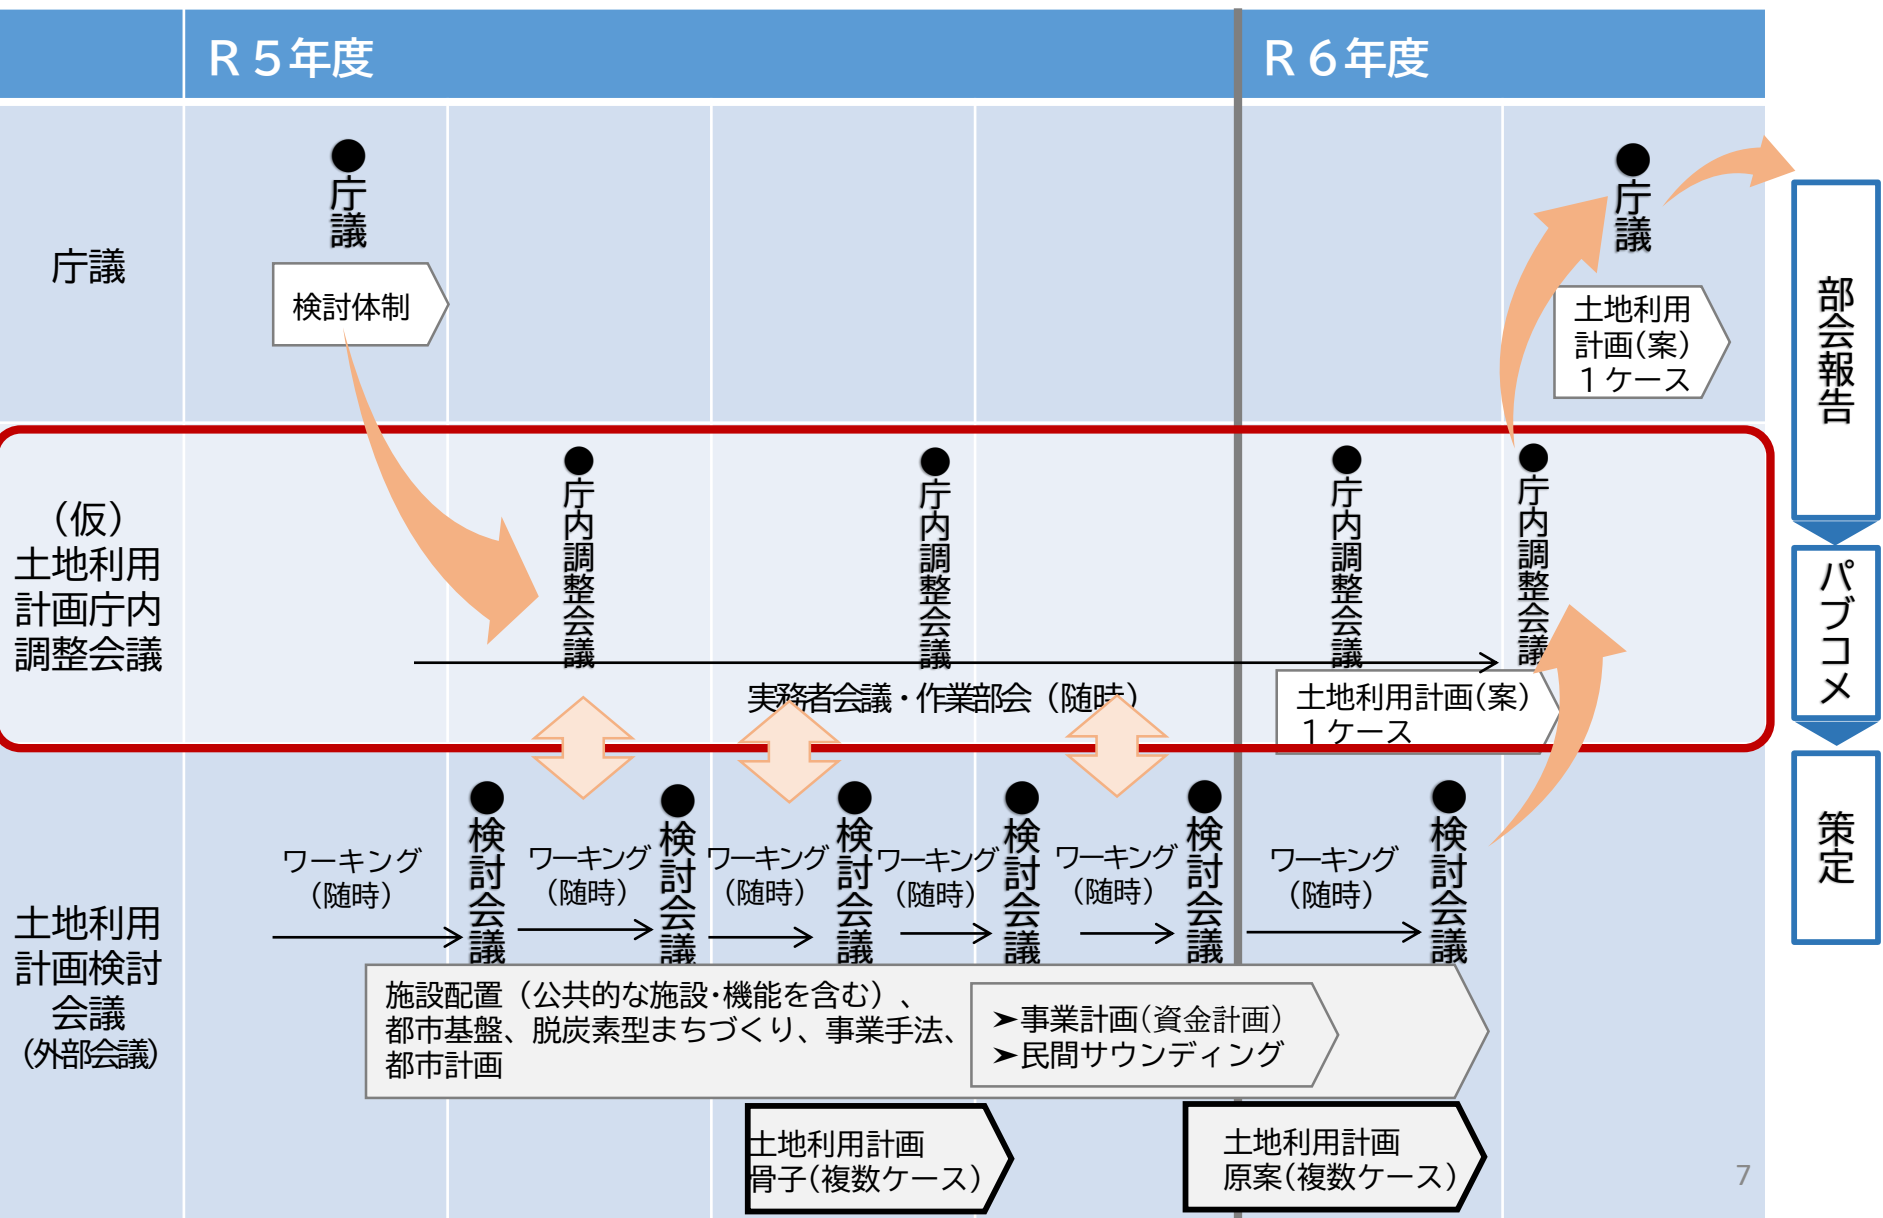 Ｒ５年度
Ｒ６年度
庁議
●庁議
検討体制
●庁議
土地利用
計画(案)
１ケース
（仮）
土地利用
計画庁内
調整会議
●庁内調整会議
●庁内調整会議
●庁内調整会議
●庁内調整会議
実務者会議・作業部会（随時）
土地利用計画(案)
１ケース
土地利用
計画検討
会議
（外部会議）
ワーキング
（随時）
●検討会議
ワーキング
（随時）
●検討会議
ワーキング
（随時）
●検討会議
ワーキング
（随時）
●検討会議
ワーキング
（随時）
●検討会議
ワーキング
（随時）
●検討会議
施設配置（公共的な施設・機能を含む）、
都市基盤、脱炭素型まちづくり、事業手法、
都市計画
➤事業計画(資金計画)
➤民間サウンディング
土地利用計画
骨子(複数ケース)
土地利用計画
原案(複数ケース)
部会報告
パブコメ
策定
7